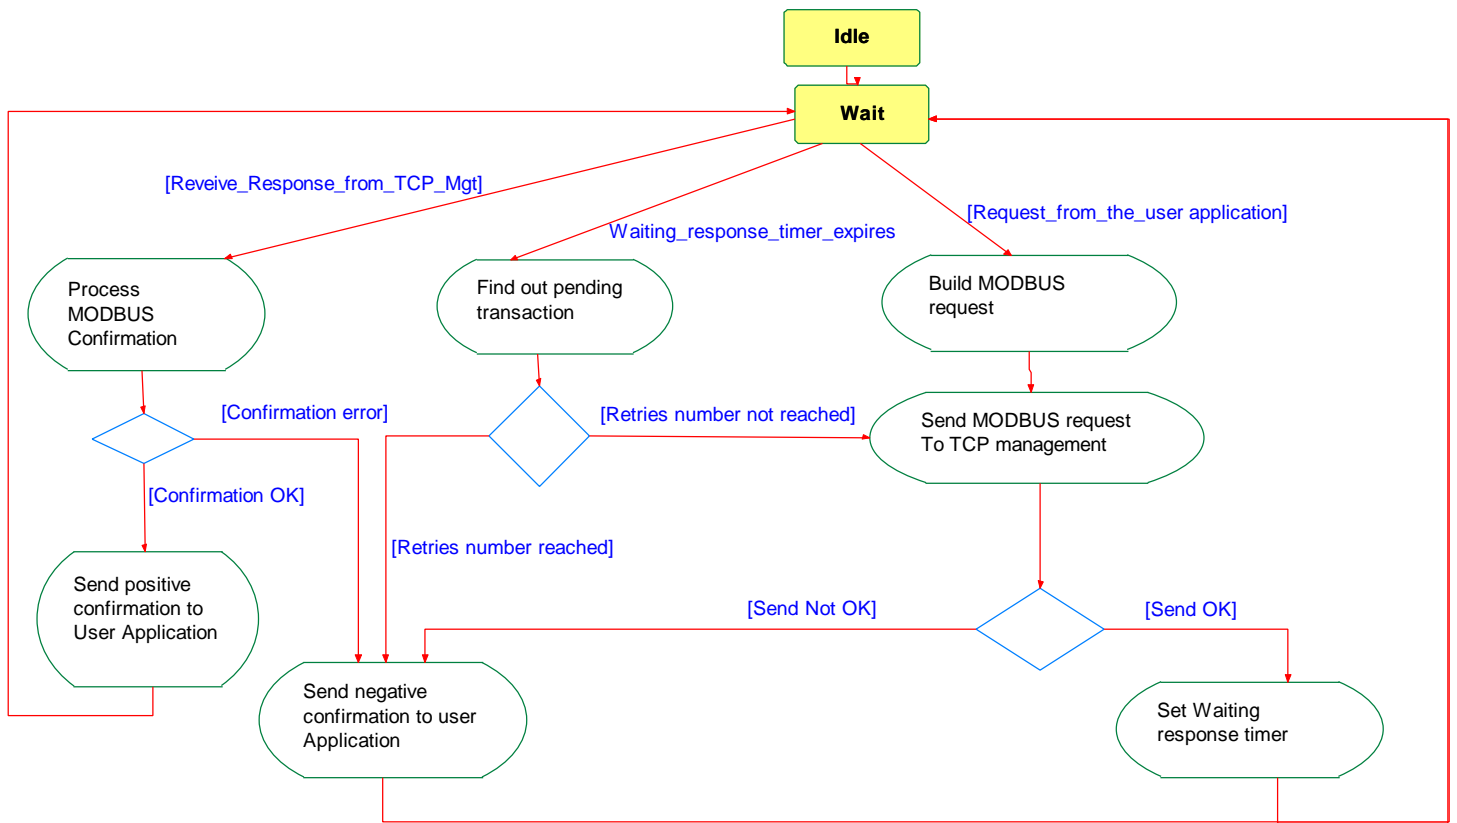 Idle
Wait
[Reveive_Response_from_TCP_Mgt]
[Request_from_the_user application]
Waiting_response_timer_expires
Process
MODBUS
Confirmation
Find out pending
transaction
Build MODBUS
request
[Confirmation error]
[Retries number not reached]
Send MODBUS request
To TCP management
[Confirmation OK]
[Retries number reached]
Send positive
confirmation to
User Application
[Send Not OK]
[Send OK]
Send negative
confirmation to user
Application
Set Waiting
response timer